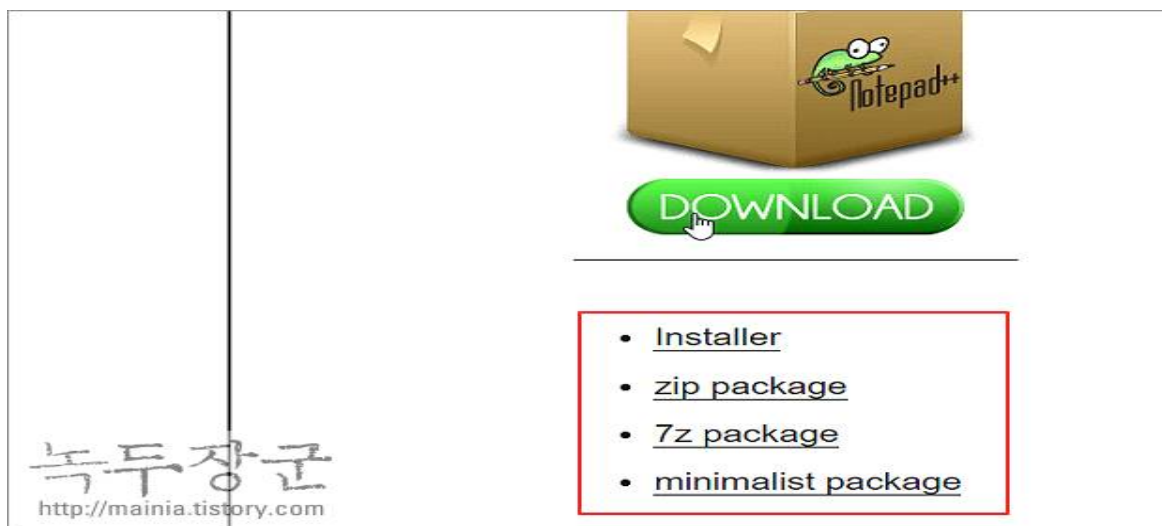 Notepad++
DOWNLOAD
• Installer
• zip package
• 7z package
• minimalist package
녹두장군
http://mainia.tistory.com